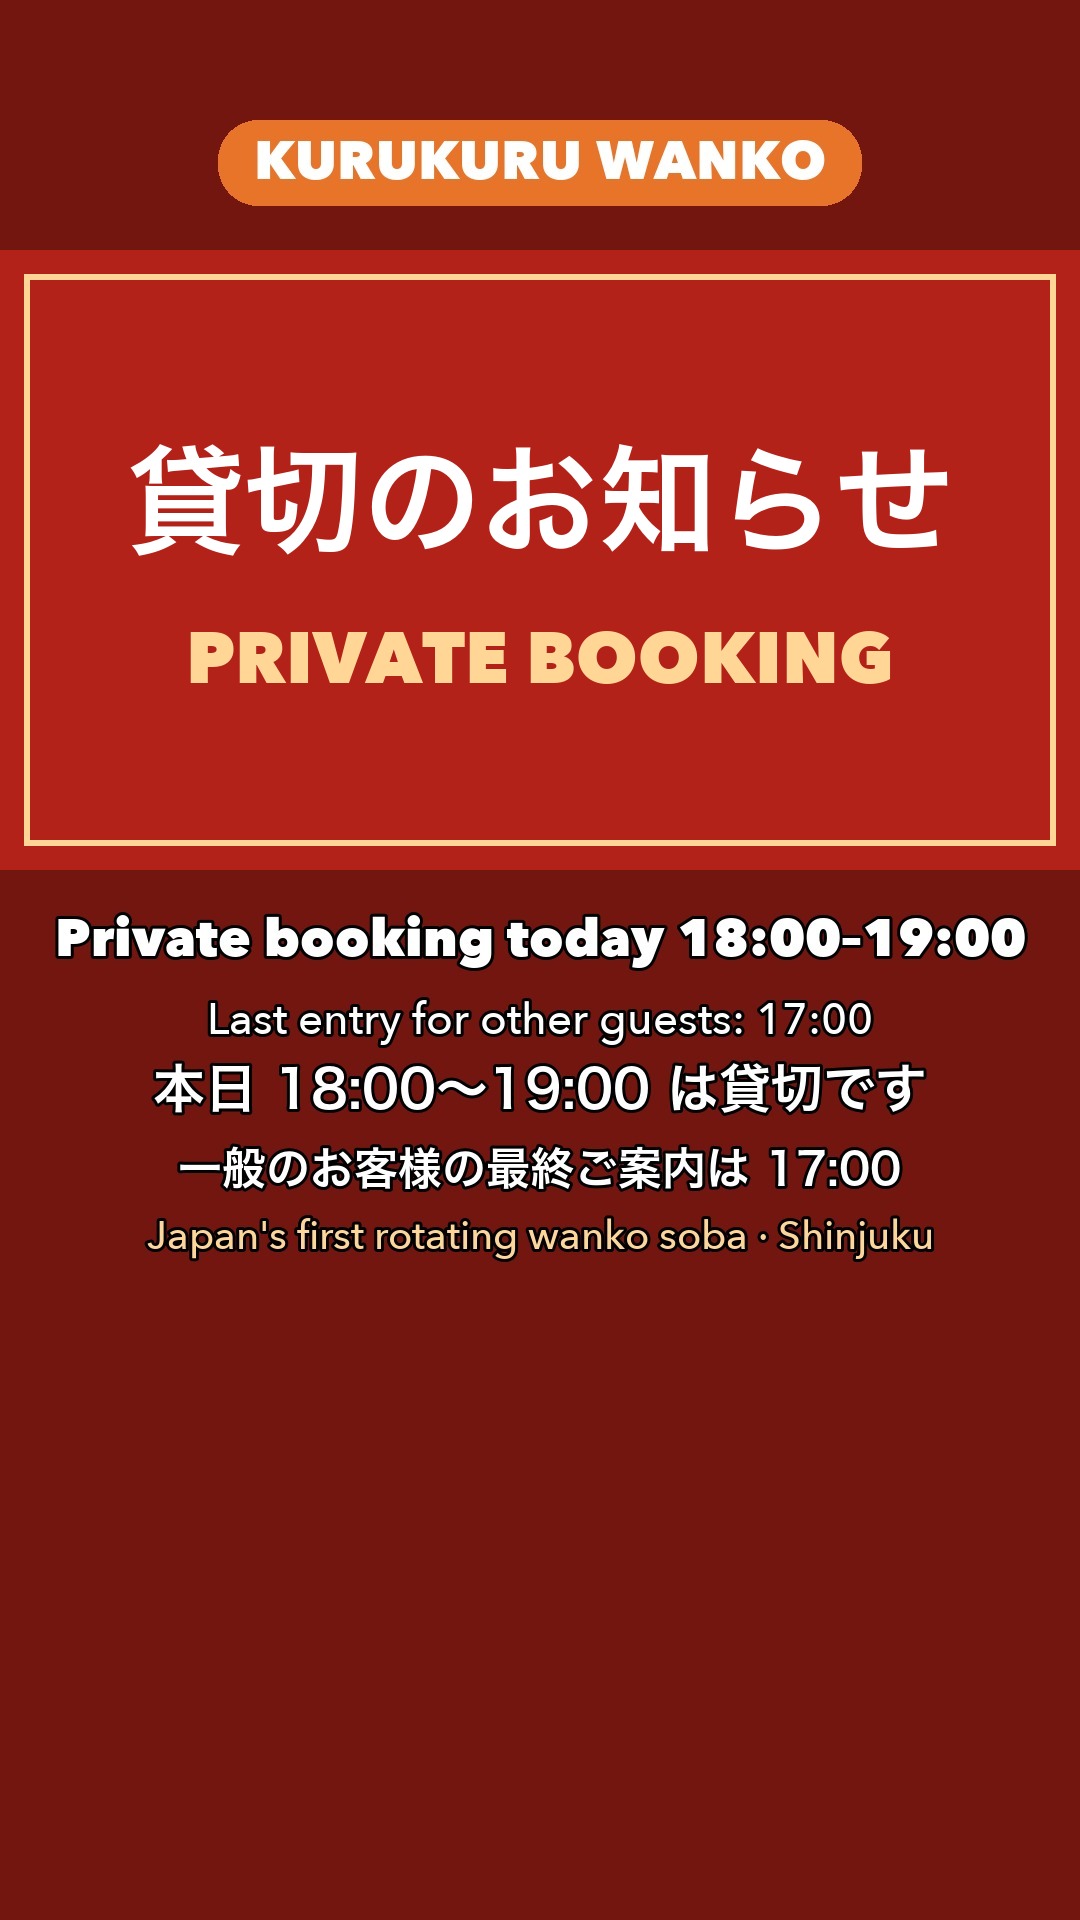 KURUKURU WANKO
貸切のお知らせ
PRIVATE BOOKING
Private booking today 18:00-19:00
Last entry for other guests: 17:00
本日 18:00～19:00 は貸切です
一般のお客様の最終ご案内は 17:00
Japan's first rotating wanko soba · Shinjuku